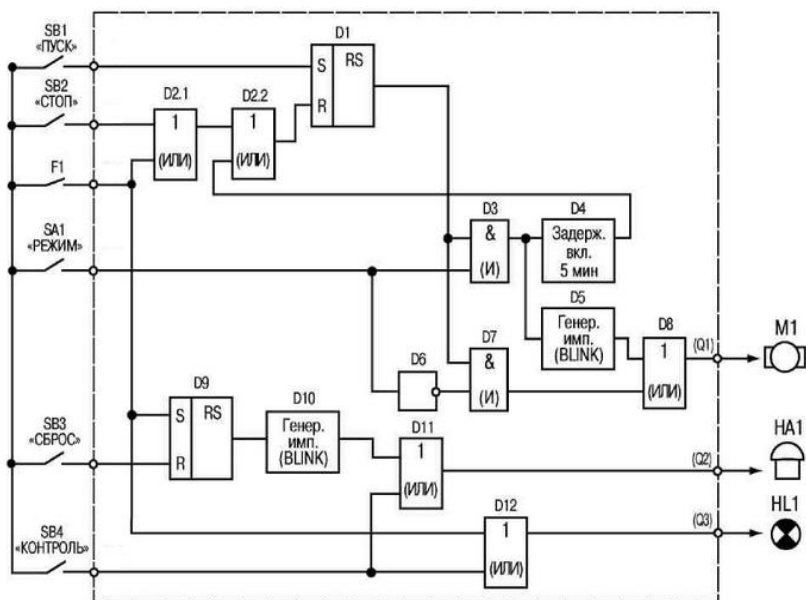 SB1
«ПУСК»
SB2
«СТОП»
F1
SA1
«РЕЖИМ»
SB3
«СБРОС»
SB4
«КОНТРОЛЬ»
D1
S
RS
R
D2.1
1
(ИЛИ)
D2.2
1
(ИЛИ)
D3
&
(И)
D4
Задерж.
вкл.
5 мин
D5
Генер.
имп.
(BLINK)
D6
D7
&
(И)
D8
1
(ИЛИ)
(Q1)
M1
D9
S
RS
R
D10
Генер.
имп.
(BLINK)
D11
1
(ИЛИ)
(Q2)
HA1
D12
1
(ИЛИ)
(Q3)
HL1